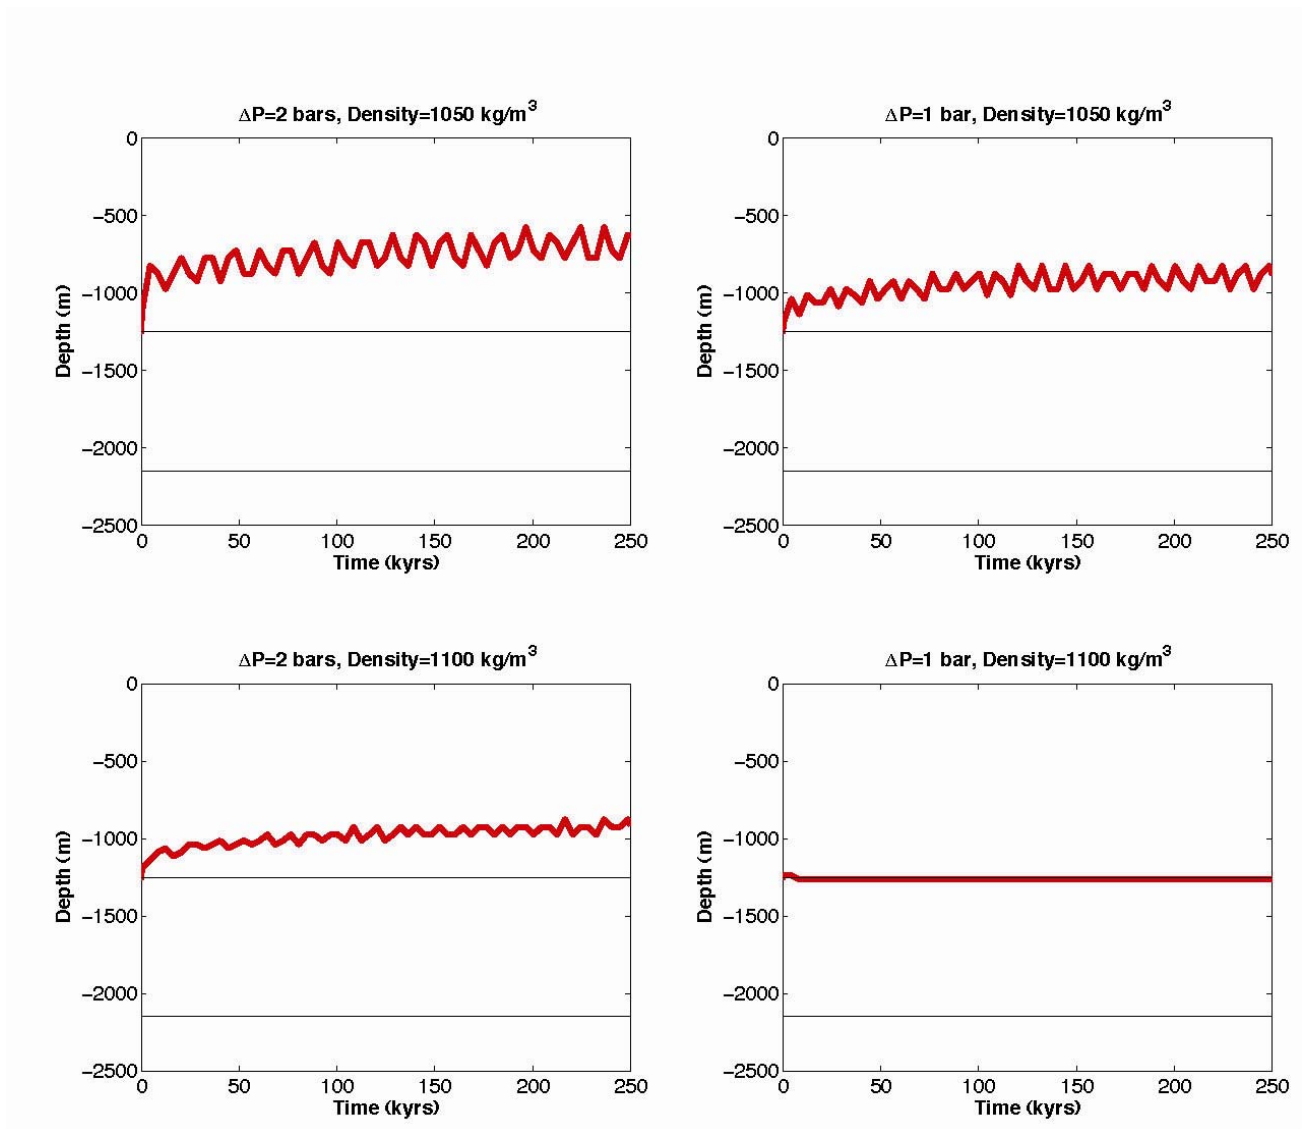 ΔP=2 bars, Density=1050 kg/m³
0
−500
−1000
−1500
−2000
−2500
Depth (m)
0 50 100 150 200 250
Time (kyrs)
ΔP=1 bar, Density=1050 kg/m³
0
−500
−1000
−1500
−2000
−2500
Depth (m)
0 50 100 150 200 250
Time (kyrs)
ΔP=2 bars, Density=1100 kg/m³
0
−500
−1000
−1500
−2000
−2500
Depth (m)
0 50 100 150 200 250
Time (kyrs)
ΔP=1 bar, Density=1100 kg/m³
0
−500
−1000
−1500
−2000
−2500
Depth (m)
0 50 100 150 200 250
Time (kyrs)